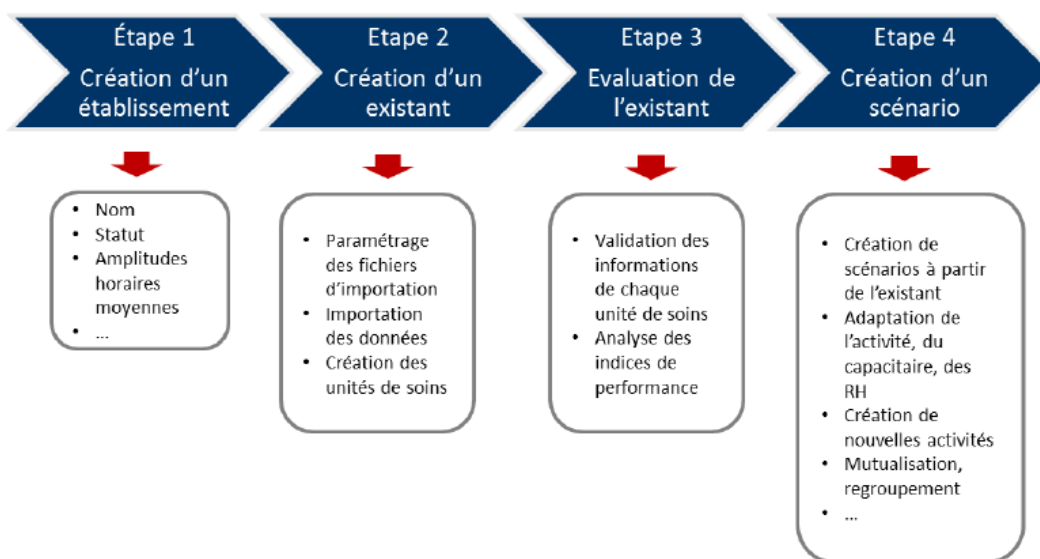 Étape 1
Création d'un
établissement
Etape 2
Création d'un
existant
Etape 3
Evaluation de
l'existant
Etape 4
Création d'un
scénario
• Nom
• Statut
• Amplitudes
horaires
moyennes
• ...
• Paramétrage
des fichiers
d'importation
• Importation
des données
• Création des
unités de soins
• Validation des
informations
de chaque
unité de soins
• Analyse des
indices de
performance
• Création de
scénarios à partir
de l'existant
• Adaptation de
l'activité, du
capacitaire, des
RH
• Création de
nouvelles activités
• Mutualisation,
regroupement
• ...